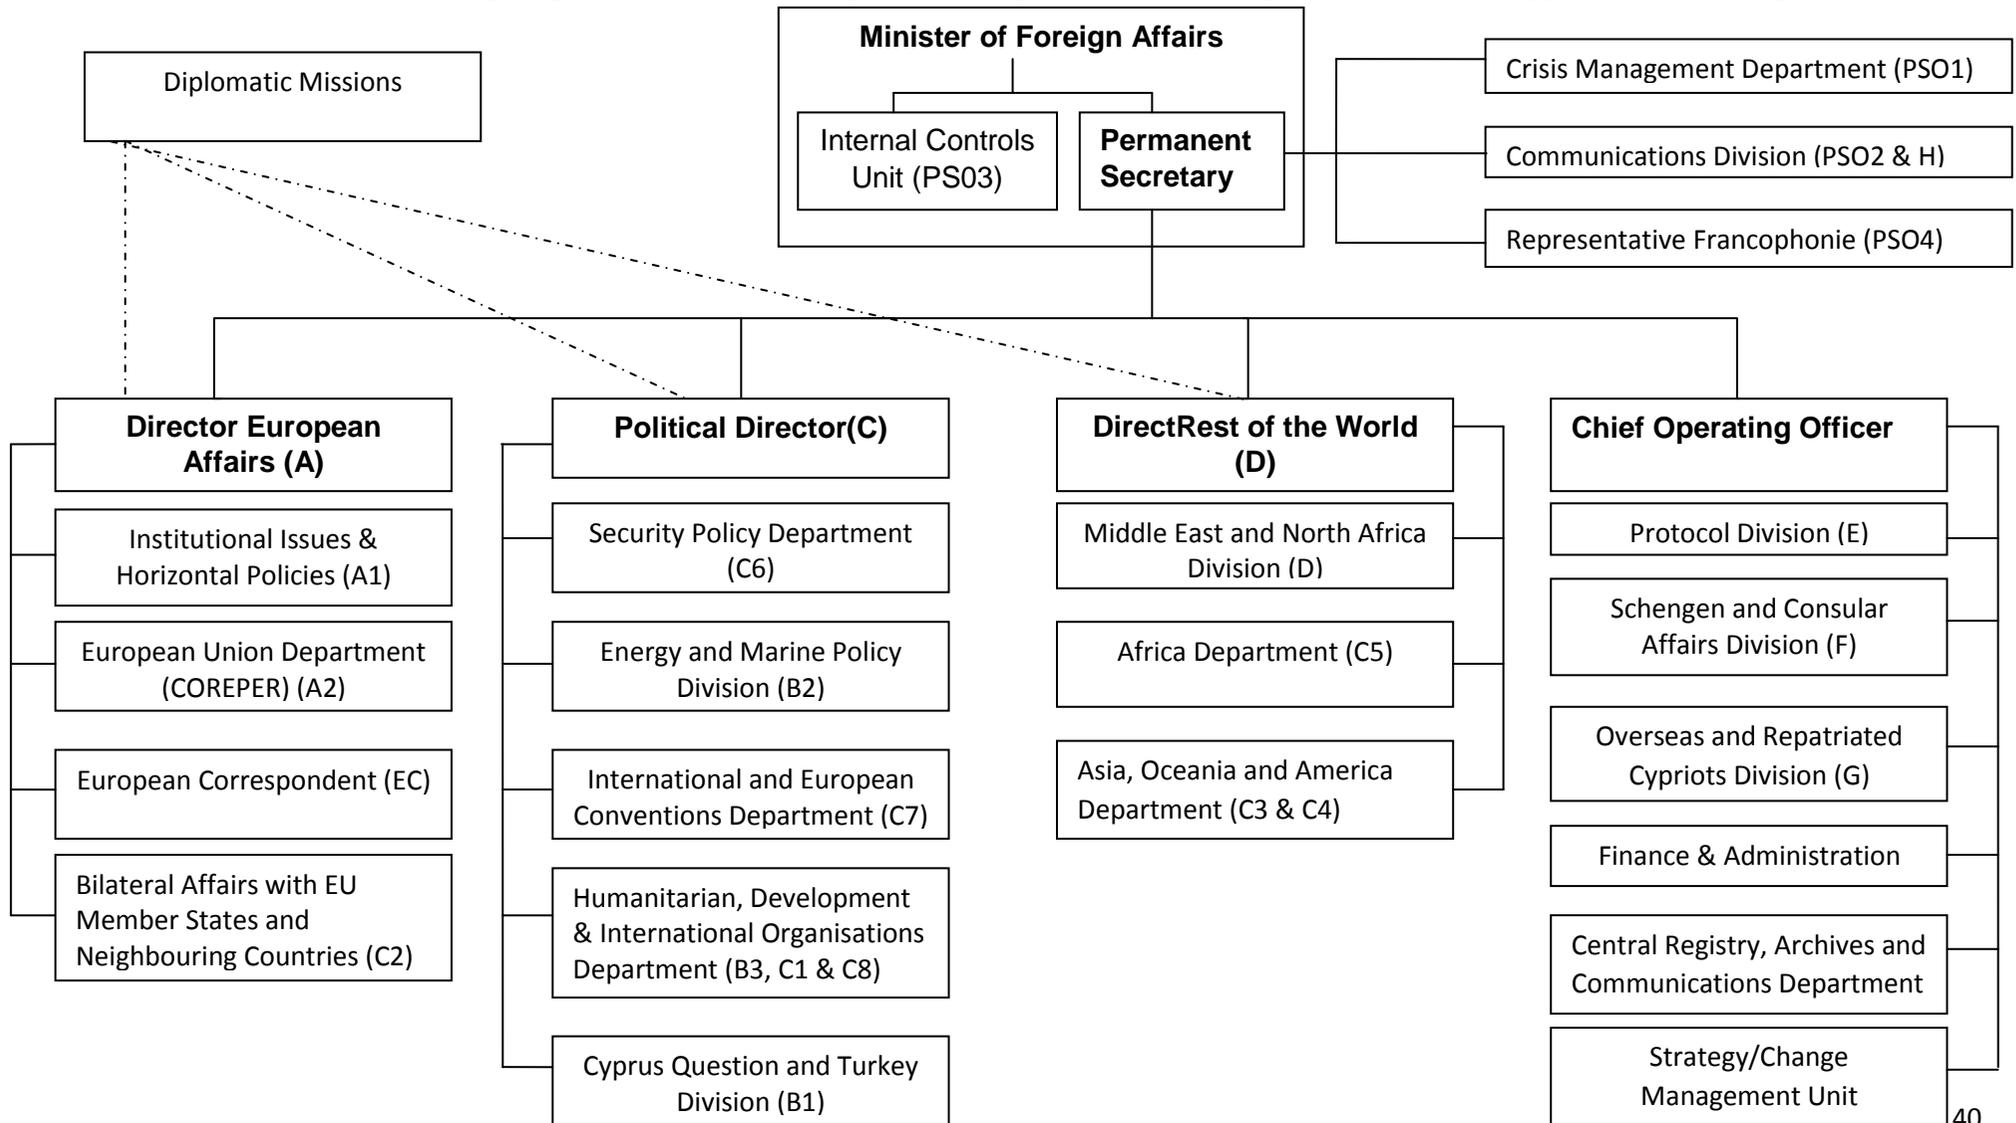 Minister of Foreign Affairs
Diplomatic Missions
Internal Controls
Unit (PS03)
Permanent
Secretary
Crisis Management Department (PSO1)
Communications Division (PSO2 & H)
Representative Francophonie (PSO4)
Director European
Affairs (A)
Institutional Issues &
Horizontal Policies (A1)
European Union Department
(COREPER) (A2)
European Correspondent (EC)
Bilateral Affairs with EU
Member States and
Neighbouring Countries (C2)
Political Director(C)
Security Policy Department
(C6)
Energy and Marine Policy
Division (B2)
International and European
Conventions Department (C7)
Humanitarian, Development
& International Organisations
Department (B3, C1 & C8)
Cyprus Question and Turkey
Division (B1)
DirectRest of the World
(D)
Middle East and North Africa
Division (D)
Africa Department (C5)
Asia, Oceania and America
Department (C3 & C4)
Chief Operating Officer
Protocol Division (E)
Schengen and Consular
Affairs Division (F)
Overseas and Repatriated
Cypriots Division (G)
Finance & Administration
Central Registry, Archives and
Communications Department
Strategy/Change
Management Unit
40